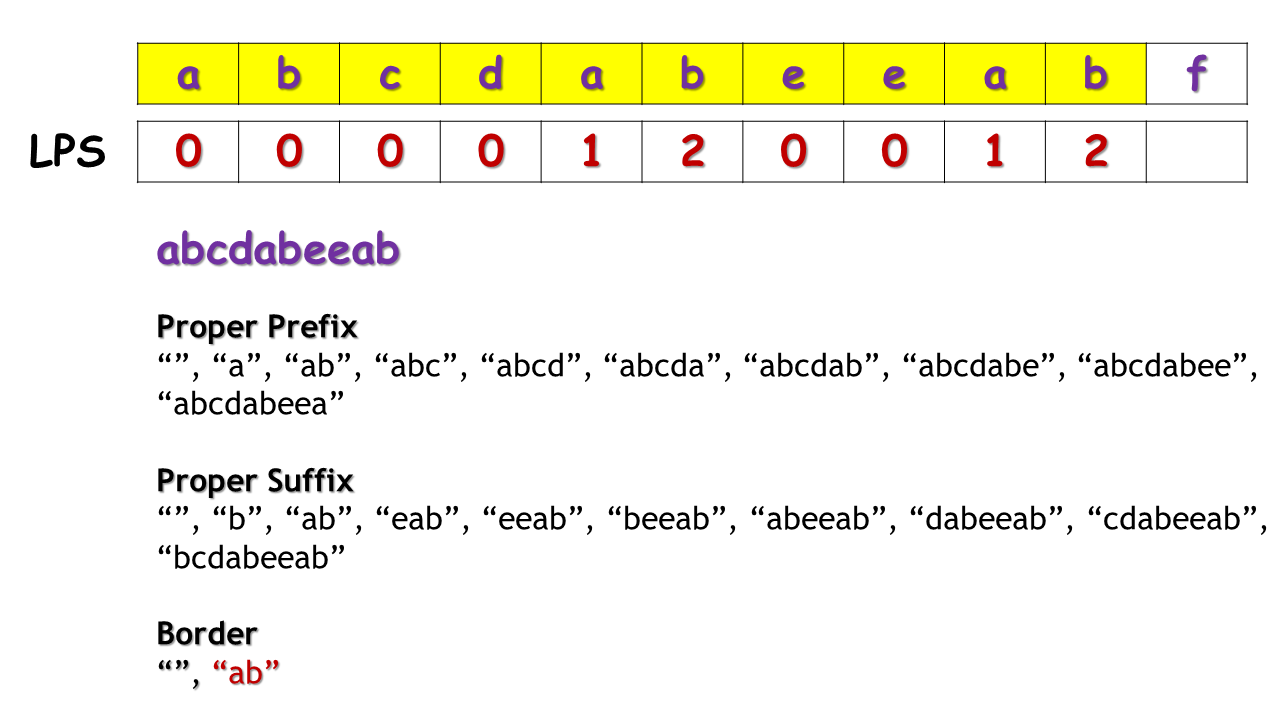 a b c d a b e e a b f
LPS 0 0 0 0 1 2 0 0 1 2
abcdabeeab
Proper Prefix
“”, “a”, “ab”, “abc”, “abcd”, “abcda”, “abcdab”, “abcdabe”, “abcdabee”,
“abcdabeea”
Proper Suffix
“”, “b”, “ab”, “eab”, “eeab”, “beeab”, “abeeab”, “dabeeab”, “cdabeeab”,
“bcdabeeab”
Border
“”, “ab”